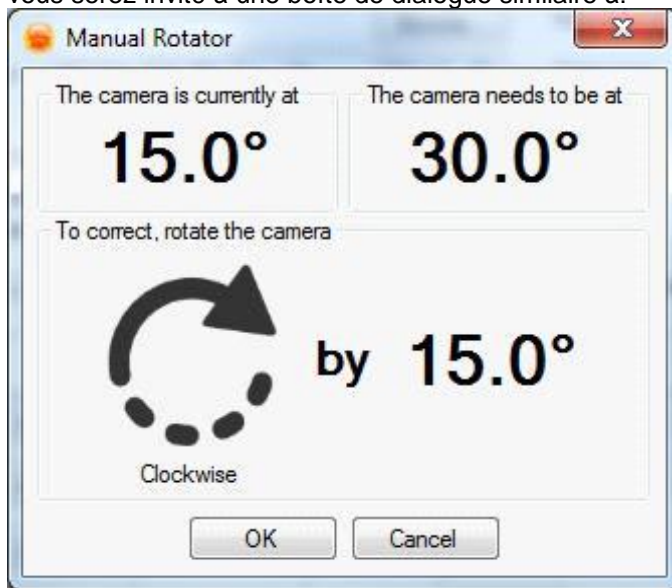 vous serez invité à une boîte de dialogue similaire à:
Manual Rotator
The camera is currently at
15.0°
The camera needs to be at
30.0°
To correct, rotate the camera
by 15.0°
Clockwise
OK
Cancel